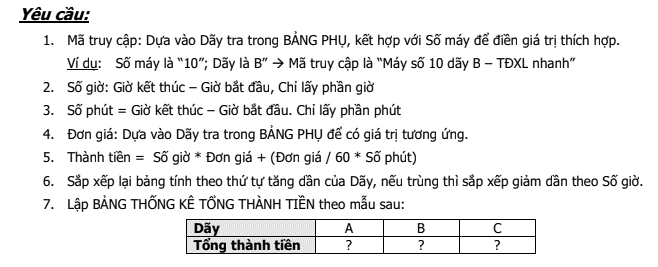 Yêu cầu:
1. Mã truy cập: Dựa vào Dãy tra trong BẢNG PHỤ, kết hợp với Số máy để điền giá trị thích hợp.
Ví dụ: Số máy là “10”; Dãy là B” → Mã truy cập là “Máy số 10 dãy B – TĐXL nhanh”
2. Số giờ: Giờ kết thúc – Giờ bắt đầu, Chỉ lấy phần giờ
3. Số phút = Giờ kết thúc – Giờ bắt đầu. Chỉ lấy phần phút
4. Đơn giá: Dựa vào Dãy tra trong BẢNG PHỤ để có giá trị tương ứng.
5. Thành tiền = Số giờ * Đơn giá + (Đơn giá / 60 * Số phút)
6. Sắp xếp lại bảng tính theo thứ tự tăng dần của Dãy, nếu trùng thì sắp xếp giảm dần theo Số giờ.
7. Lập BẢNG THỐNG KÊ TỔNG THÀNH TIỀN theo mẫu sau:
Dãy A B C
Tổng thành tiền ? ? ?